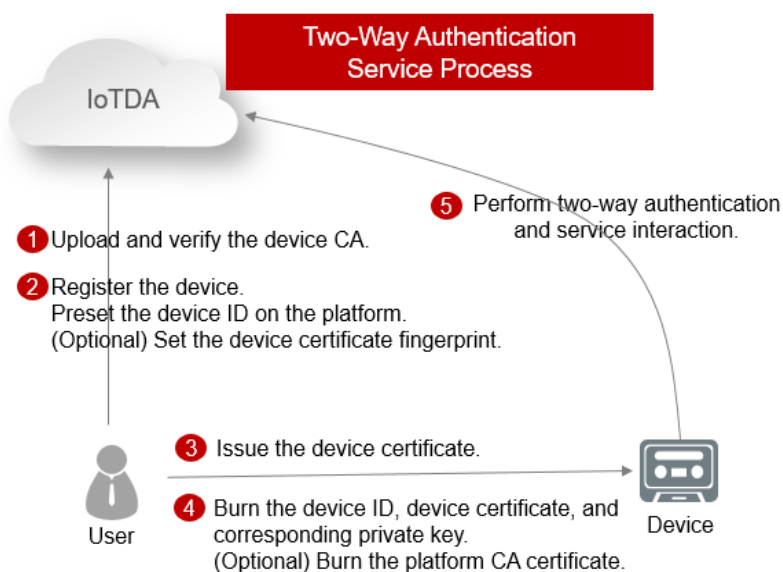 Two-Way Authentication
Service Process
IoTDA
5 Perform two-way authentication
and service interaction.
1 Upload and verify the device CA.
2 Register the device.
Preset the device ID on the platform.
(Optional) Set the device certificate fingerprint.
3 Issue the device certificate.
4 Burn the device ID, device certificate, and
corresponding private key.
(Optional) Burn the platform CA certificate.
User
Device